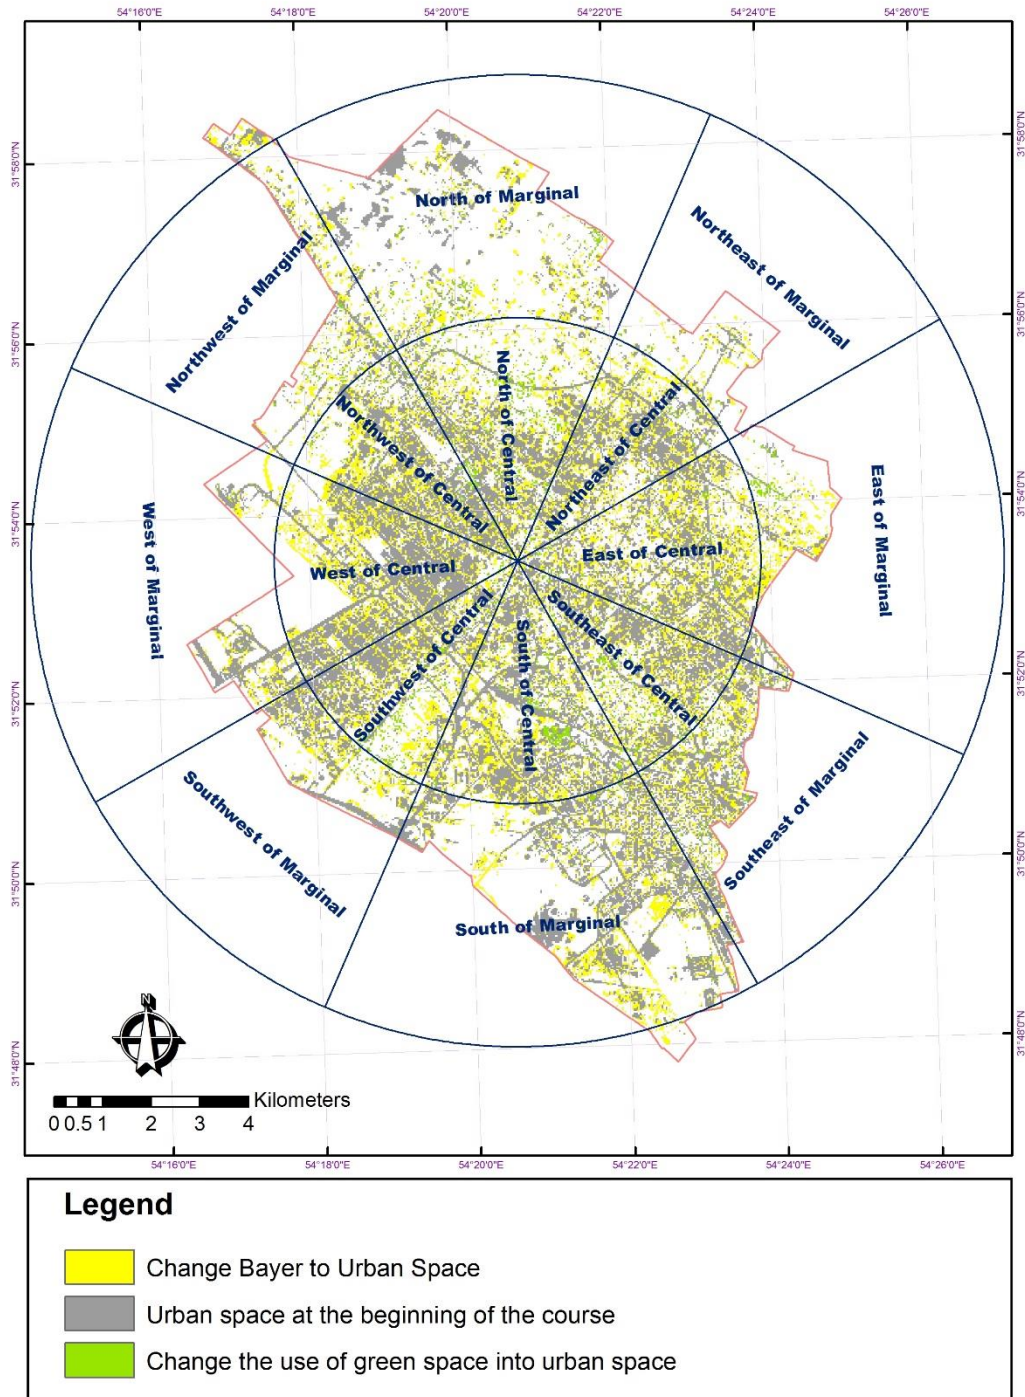 54°16'0"E 54°18'0"E 54°20'0"E 54°22'0"E 54°24'0"E 54°26'0"E
31°58'0"N
31°58'0"N
North of Marginal
Northeast of Marginal
Northwest of Marginal
31°56'0"N
31°56'0"N
North of Central
Northwest of Central
Northeast of Central
31°54'0"N
31°54'0"N
East of Marginal
West of Marginal
West of Central
East of Central
Southwest of Central
South of Central
Southeast of Central
31°52'0"N
31°52'0"N
Southwest of Marginal
Southeast of Marginal
31°50'0"N
31°50'0"N
South of Marginal
N
31°48'0"N
31°48'0"N
Kilometers
0 0.5 1 2 3 4
54°16'0"E 54°18'0"E 54°20'0"E 54°22'0"E 54°24'0"E 54°26'0"E
Legend
Change Bayer to Urban Space
Urban space at the beginning of the course
Change the use of green space into urban space